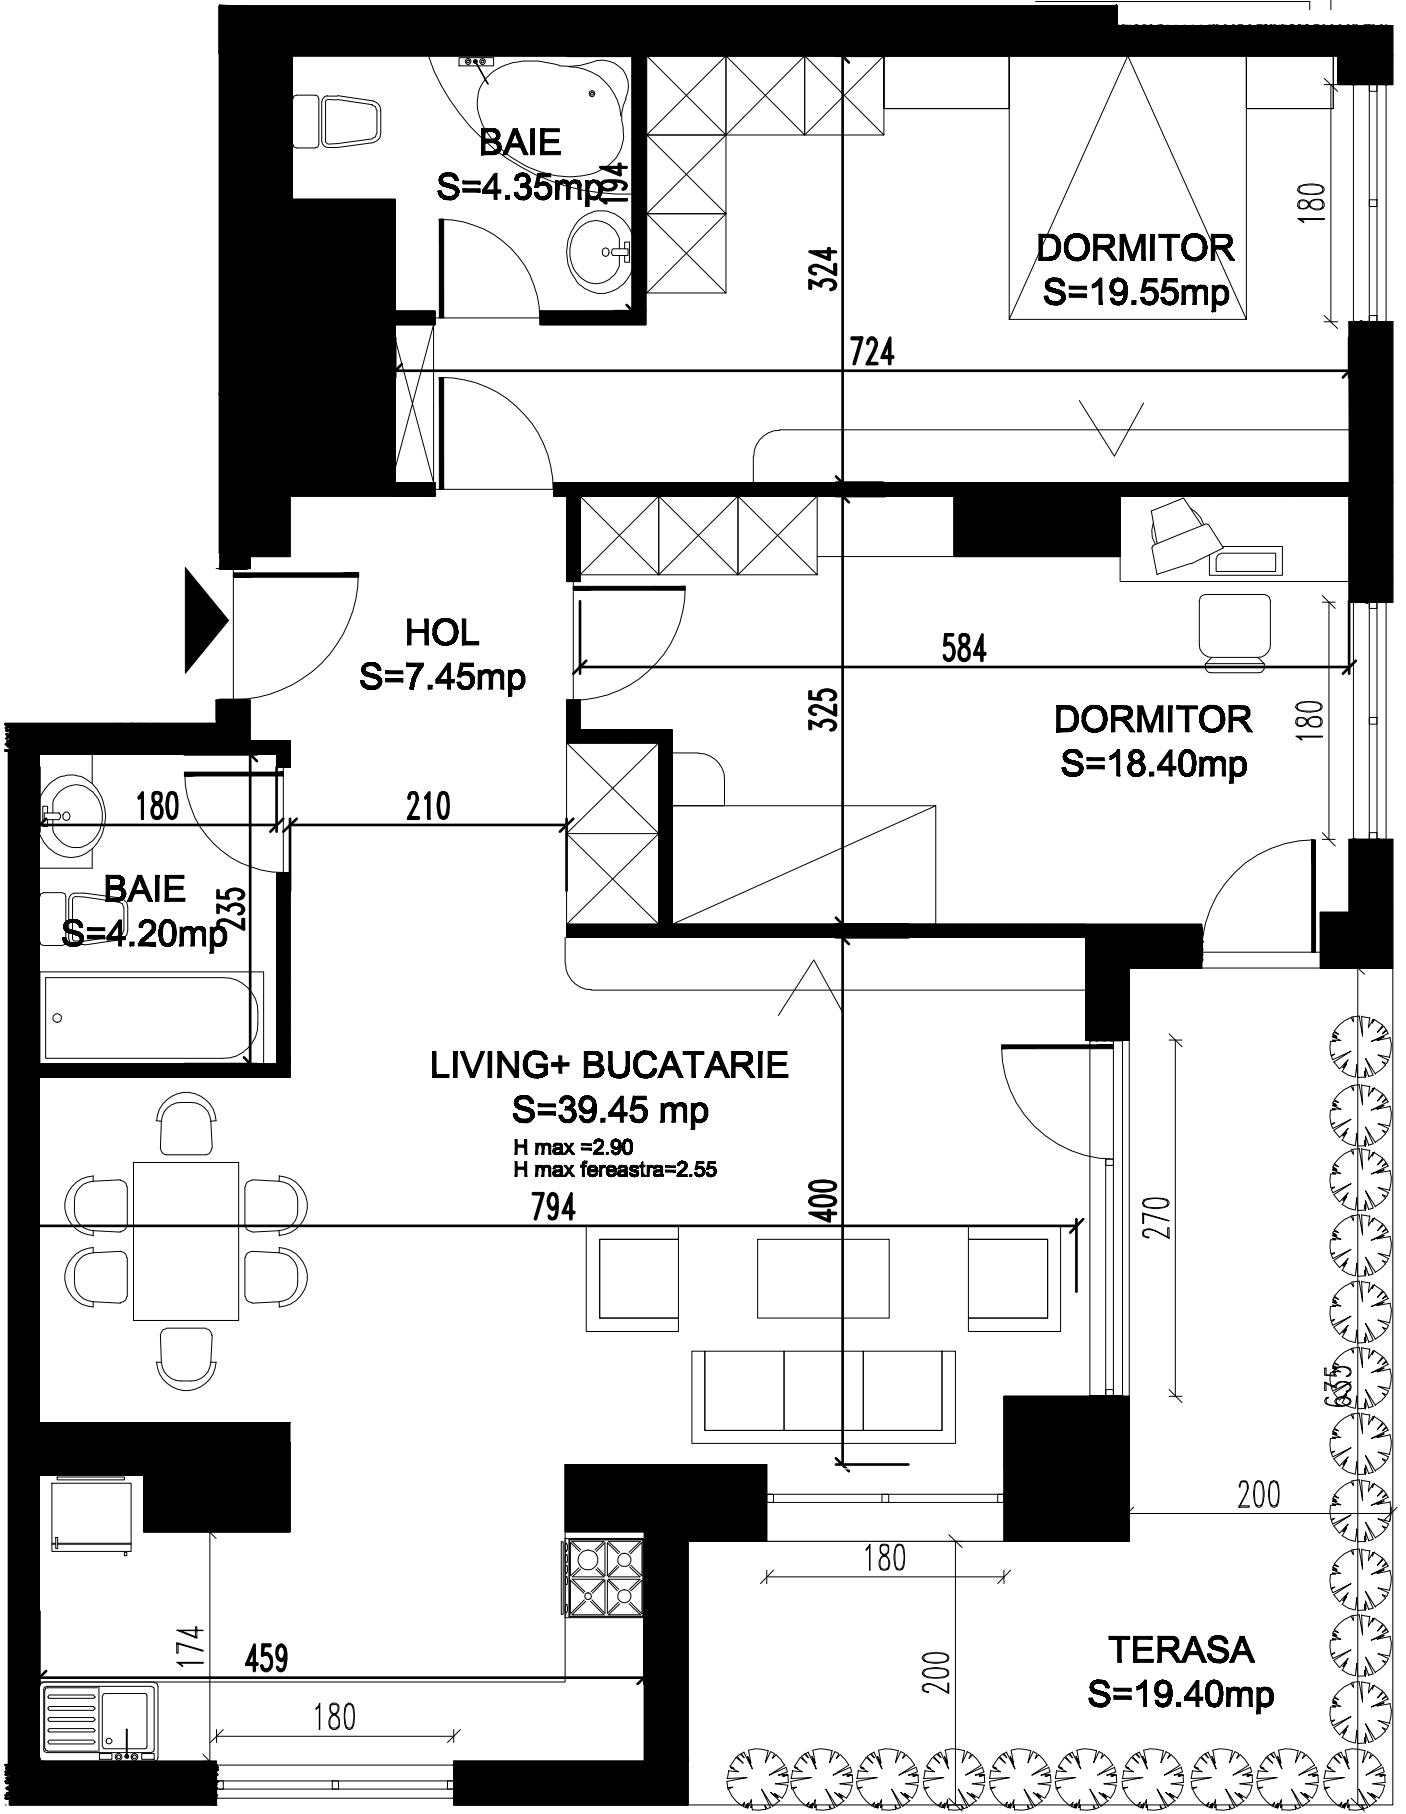 BAIE
S=4.35mp
194
324
180
DORMITOR
S=19.55mp
724
HOL
S=7.45mp
584
325
DORMITOR
S=18.40mp
180
180
210
BAIE
S=4.20mp
235
LIVING+ BUCATARIE
S=39.45 mp
H max =2.90
H max fereastra=2.55
794
400
270
635
200
180
174
459
200
TERASA
S=19.40mp
180